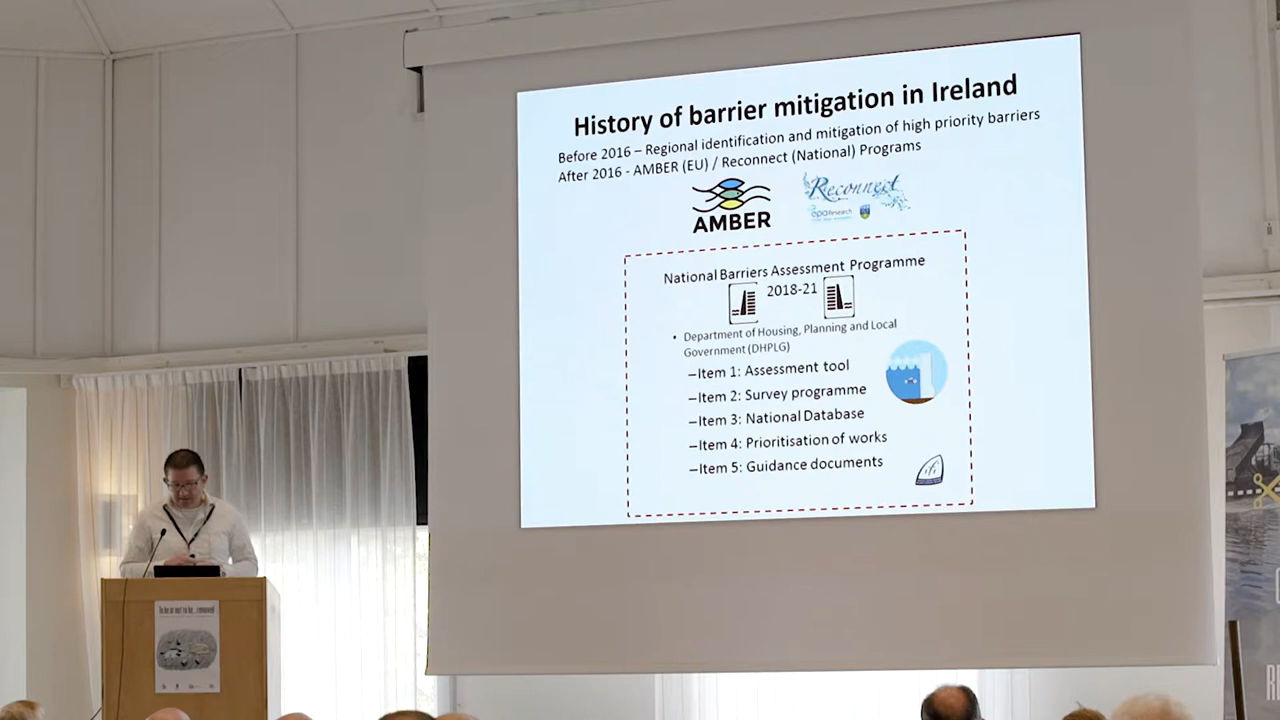 History of barrier mitigation in Ireland
Before 2016 – Regional identification and mitigation of high priority barriers
After 2016 - AMBER (EU) / Reconnect (National) Programs
AMBER
Reconnect
epaResearch
National Barriers Assessment Programme
2018-21
• Department of Housing, Planning and Local
Government (DHPLG)
–Item 1: Assessment tool
–Item 2: Survey programme
–Item 3: National Database
–Item 4: Prioritisation of works
–Item 5: Guidance documents